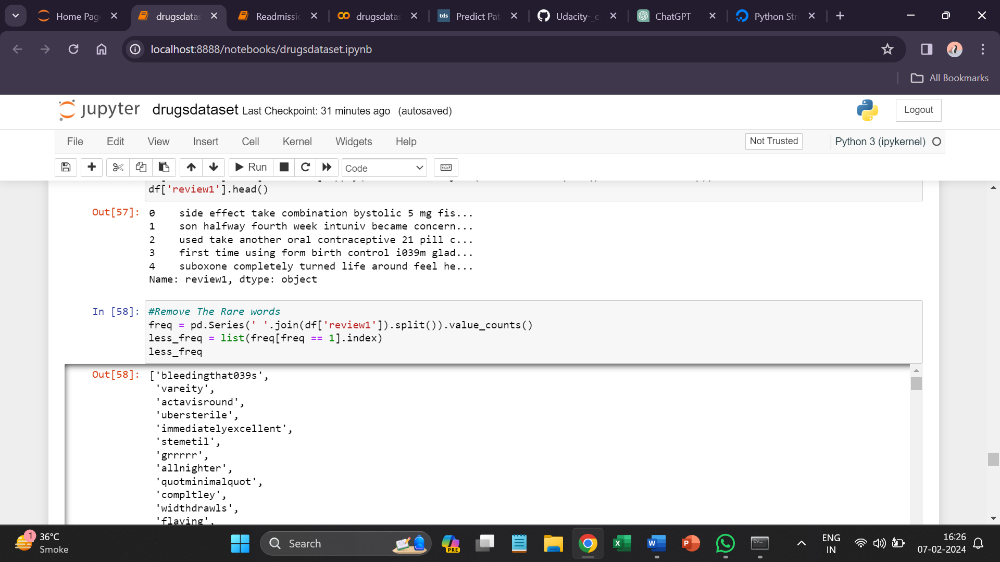 Home Pag
drugsdatas
Readmissic
drugsdatas
tds
Predict Pat
Udacity-_c
ChatGPT
Python Str
localhost:8888/notebooks/drugsdataset.ipynb
All Bookmarks
jupyter drugsdataset Last Checkpoint: 31 minutes ago (autosaved)
Logout
File Edit View Insert Cell Kernel Widgets Help
Not Trusted
Python 3 (ipykernel)
Run
Code
df['review1'].head()
Out[57]: 0 side effect take combination bystolic 5 mg fis...
1 son halfway fourth week intuniv became concern...
2 used take another oral contraceptive 21 pill c...
3 first time using form birth control i039m glad...
4 suboxone completely turned life around feel he...
Name: review1, dtype: object
In [58]: #Remove The Rare words
freq = pd.Series(' '.join(df['review1']).split()).value_counts()
less_freq = list(freq[freq == 1].index)
less_freq
Out[58]: ['bleedingthat039s',
'vareity',
'actavisround',
'ubersterile',
'immediatelyexcellent',
'stemetil',
'grrrrr',
'allnighter',
'quotminimalquot',
'compltley',
'widthdrawls',
'flaying',
1
36°C
Smoke
Search
PRE
ENG
IN
16:26
07-02-2024